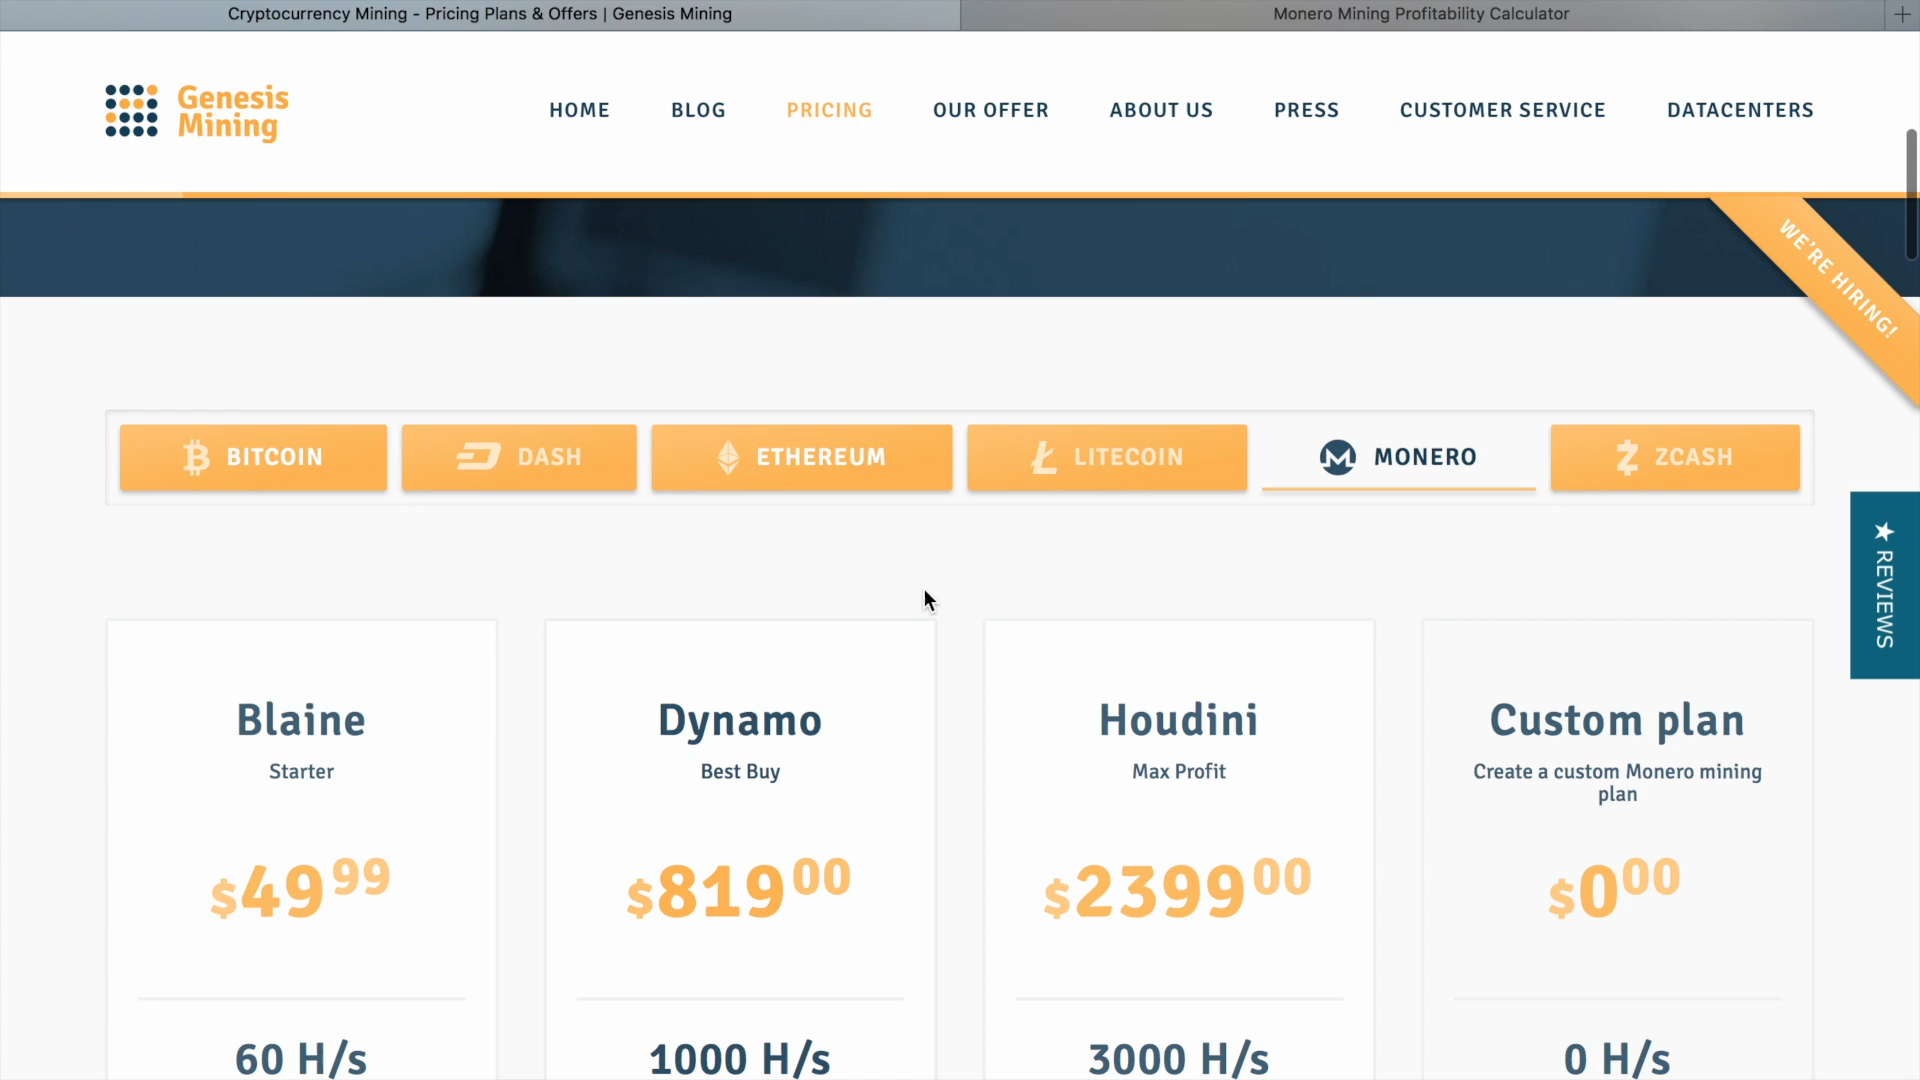 Cryptocurrency Mining - Pricing Plans & Offers | Genesis Mining
Monero Mining Profitability Calculator
Genesis
Mining
HOME
BLOG
PRICING
OUR OFFER
ABOUT US
PRESS
CUSTOMER SERVICE
DATACENTERS
WE'RE HIRING!
BITCOIN
DASH
ETHEREUM
LITECOIN
MONERO
ZCASH
★ REVIEWS
Blaine
Starter
$49 99
60 H/s
Dynamo
Best Buy
$819 00
1000 H/s
Houdini
Max Profit
$2399 00
3000 H/s
Custom plan
Create a custom Monero mining
plan
$0 00
0 H/s